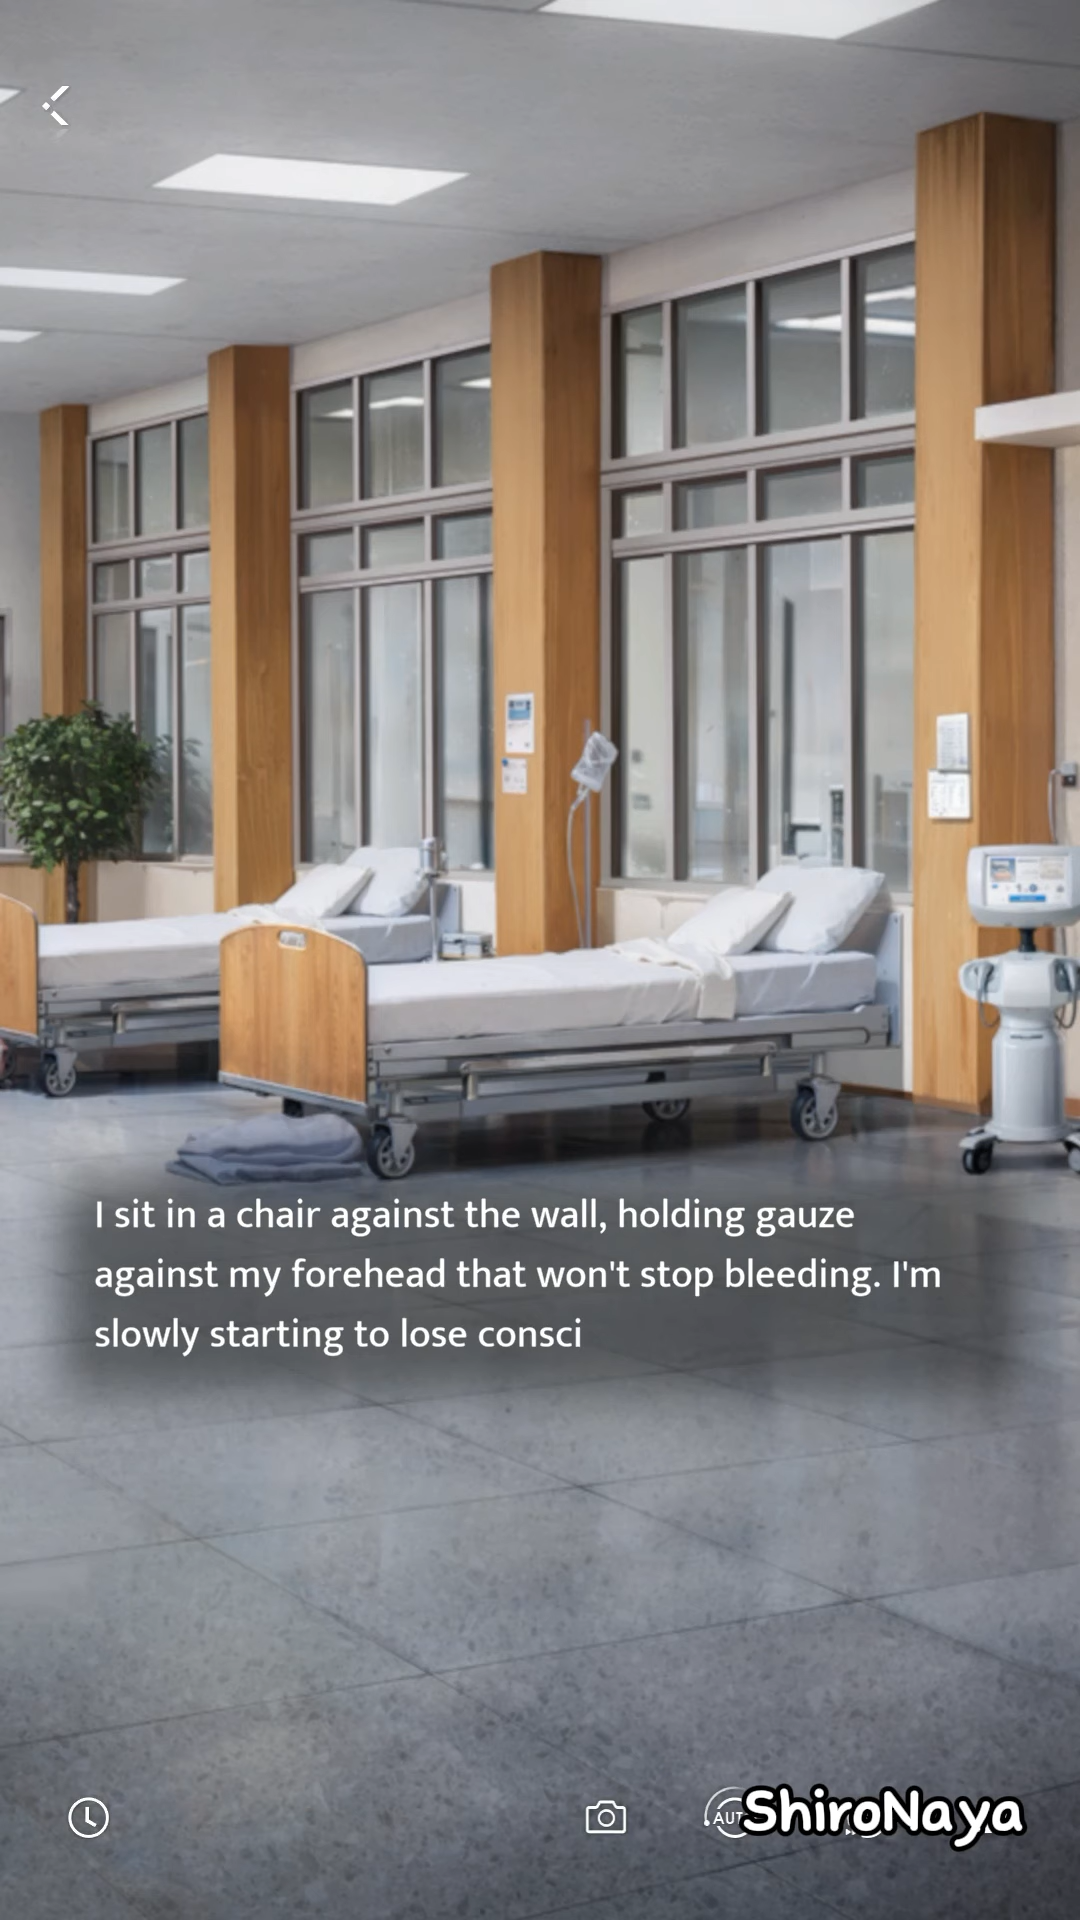 I sit in a chair against the wall, holding gauze
against my forehead that won't stop bleeding. I'm
slowly starting to lose consci
AUT
ShiroNaya